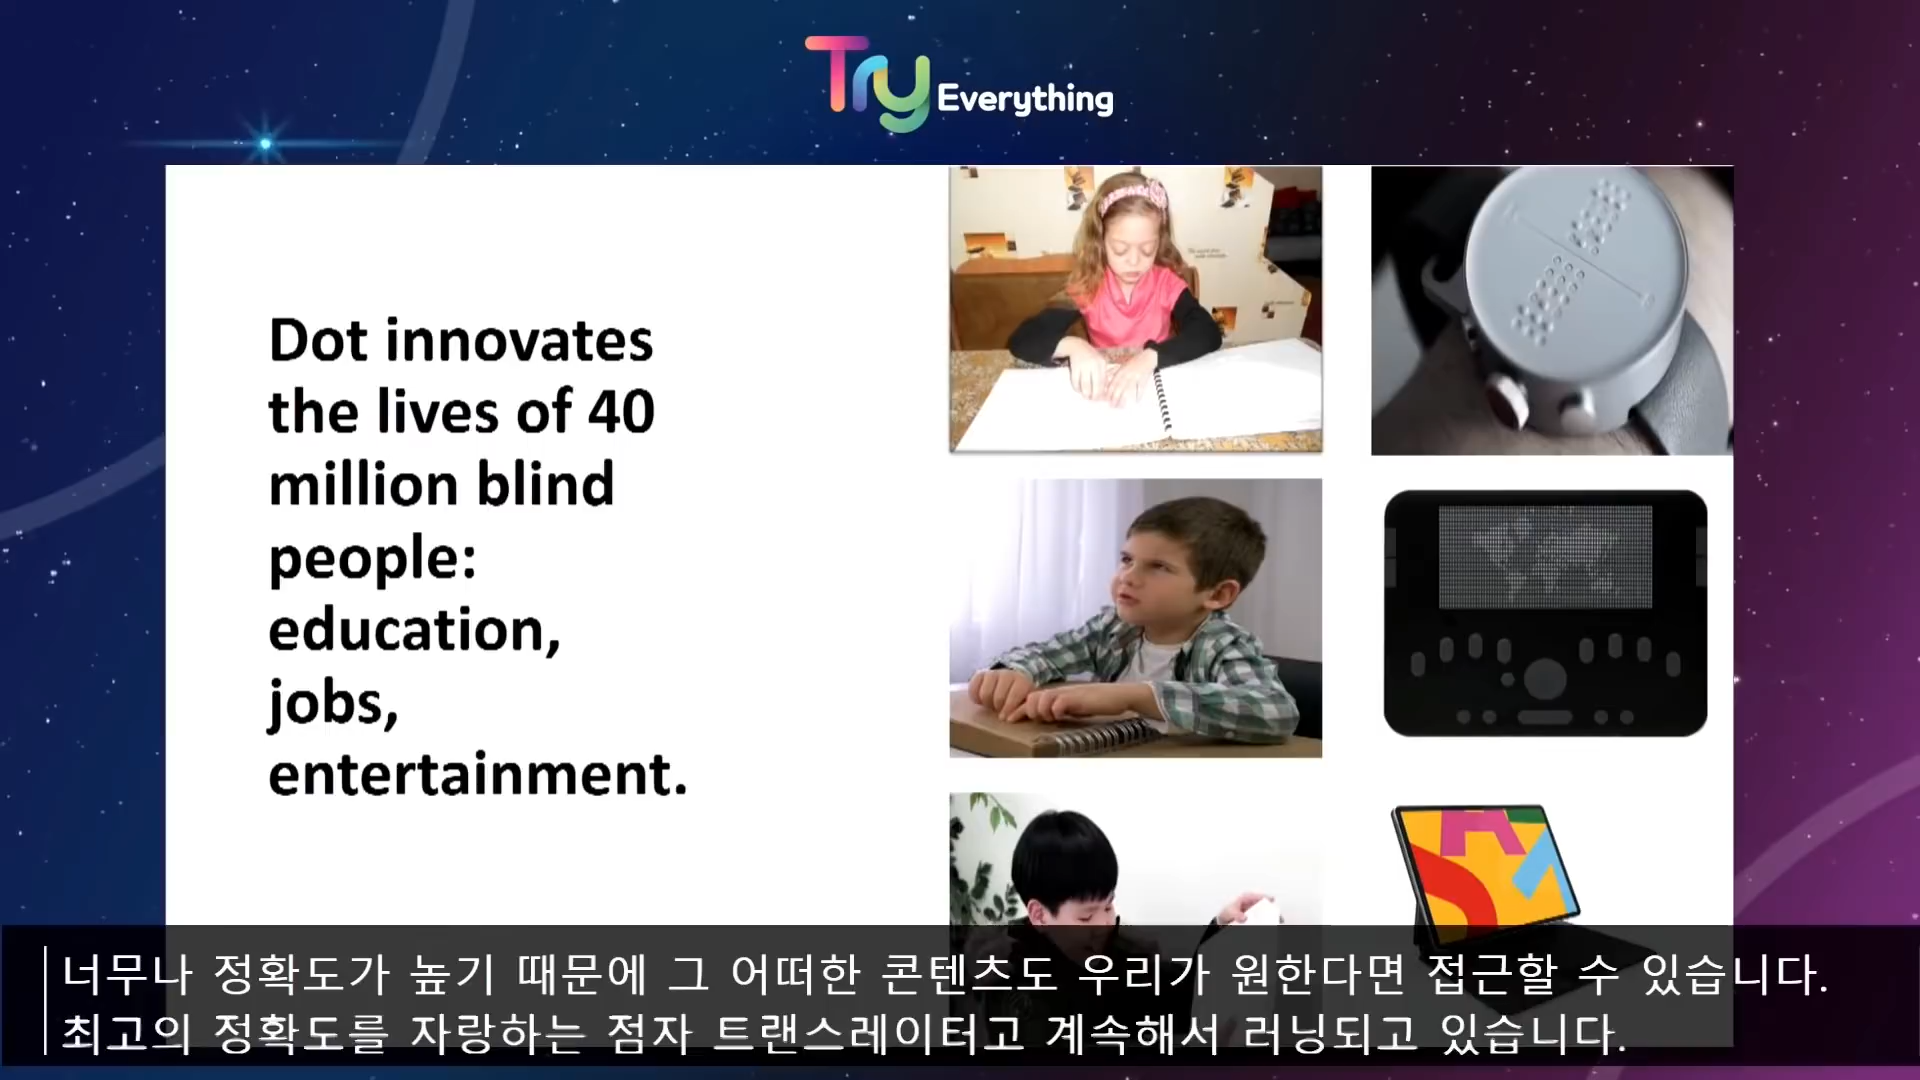 Try Everything
Dot innovates
the lives of 40
million blind
people:
education,
jobs,
entertainment.
너무나 정확도가 높기 때문에 그 어떠한 콘텐츠도 우리가 원한다면 접근할 수 있습니다.
최고의 정확도를 자랑하는 점자 트랜스레이터고 계속해서 러닝되고 있습니다.